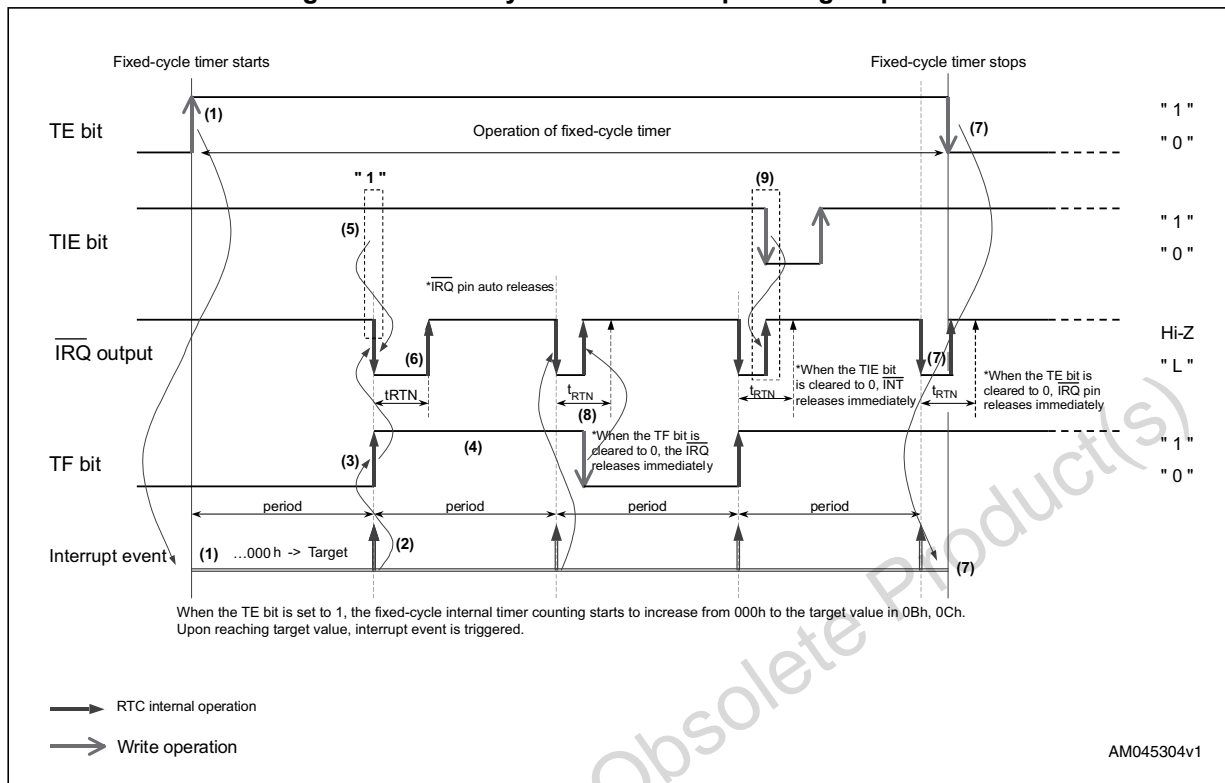 Fixed-cycle timer starts
Fixed-cycle timer stops
TE bit
(1)
Operation of fixed-cycle timer
(7)
" 1 "
" 0 "
" 1 "
(9)
TIE bit
(5)
" 1 "
" 0 "
*IRQ pin auto releases
IRQ output
(6)
(7)
Hi-Z
" L "
tRTN
tRTN
(8)
tRTN
*When the TIE bit
is cleared to 0, INT
releases immediately
tRTN
*When the TE bit is
cleared to 0, IRQ pin
releases immediately
TF bit
(3)
(4)
*When the TF bit is
cleared to 0, the IRQ
releases immediately
" 1 "
" 0 "
period
period
period
period
Interrupt event
(1) ...000 h -> Target
(2)
(7)
When the TE bit is set to 1, the fixed-cycle internal timer counting starts to increase from 000h to the target value in 0Bh, 0Ch.
Upon reaching target value, interrupt event is triggered.
RTC internal operation
Write operation
AM045304v1
Obsolete Product(s)